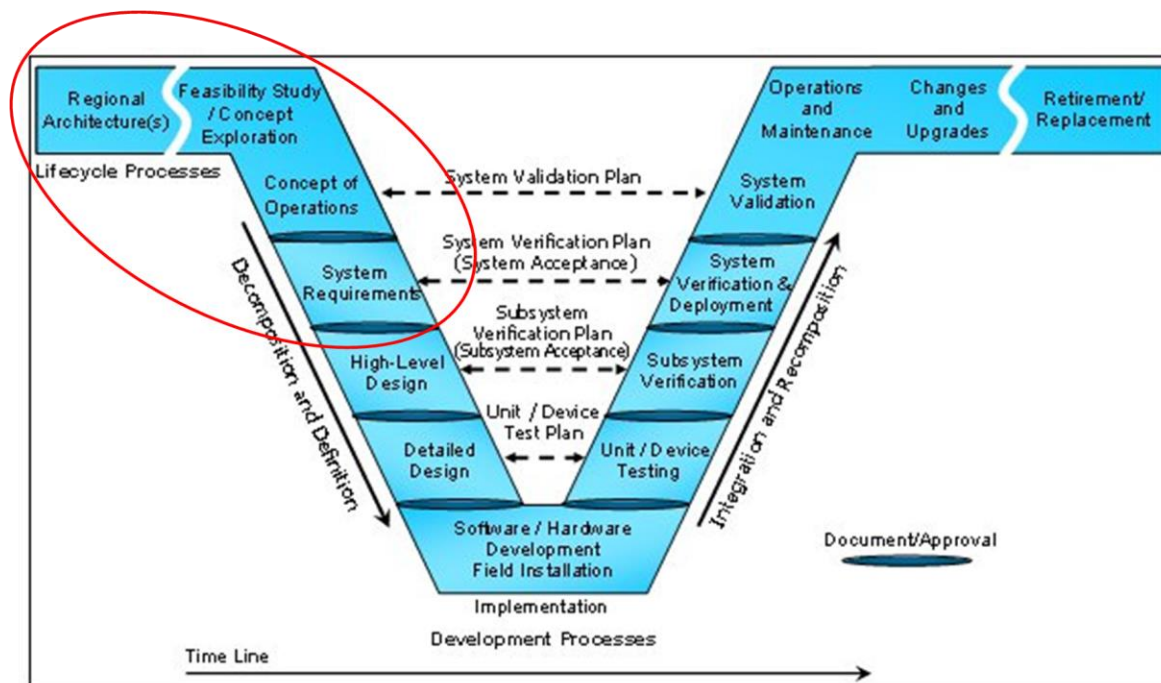 Regional
Architecture(s)
Feasibility Study
/ Concept
Exploration
Operations
and
Maintenance
Changes
and
Upgrades
Retirement/
Replacement
Lifecycle Processes
Concept of
Operations
System Validation Plan
System
Validation
System
Requirements
System Verification Plan
(System Acceptance)
System
Verification &
Deployment
Decomposition and Definition
High-Level
Design
Subsystem
Verification Plan
(Subsystem Acceptance)
Subsystem
Verification
Integration and Recomposition
Detailed
Design
Unit / Device
Test Plan
Unit / Device
Testing
Software / Hardware
Development
Field Installation
Document/Approval
Implementation
Development Processes
Time Line